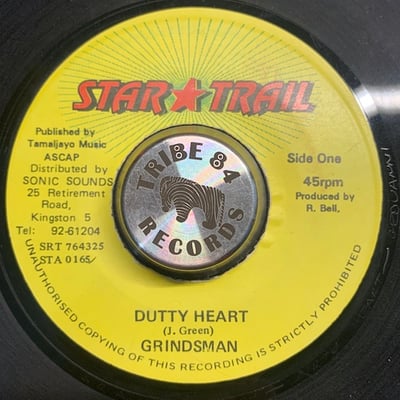 STAR★TRAIL
Published by
Tamaljayo Music
ASCAP
Distributed by
SONIC SOUNDS
25 Retirement
Road,
Kingston 5
Tel: 92-61204
SRT 764325
STA 0165
Side One
45rpm
Produced by
R. Bell.
TRIBE 84
RECORDS
DUTTY HEART
(J. Green)
GRINDSMAN
UNAUTHORISED COPYING OF THIS RECORDING IS STRICTLY PROHIBITED